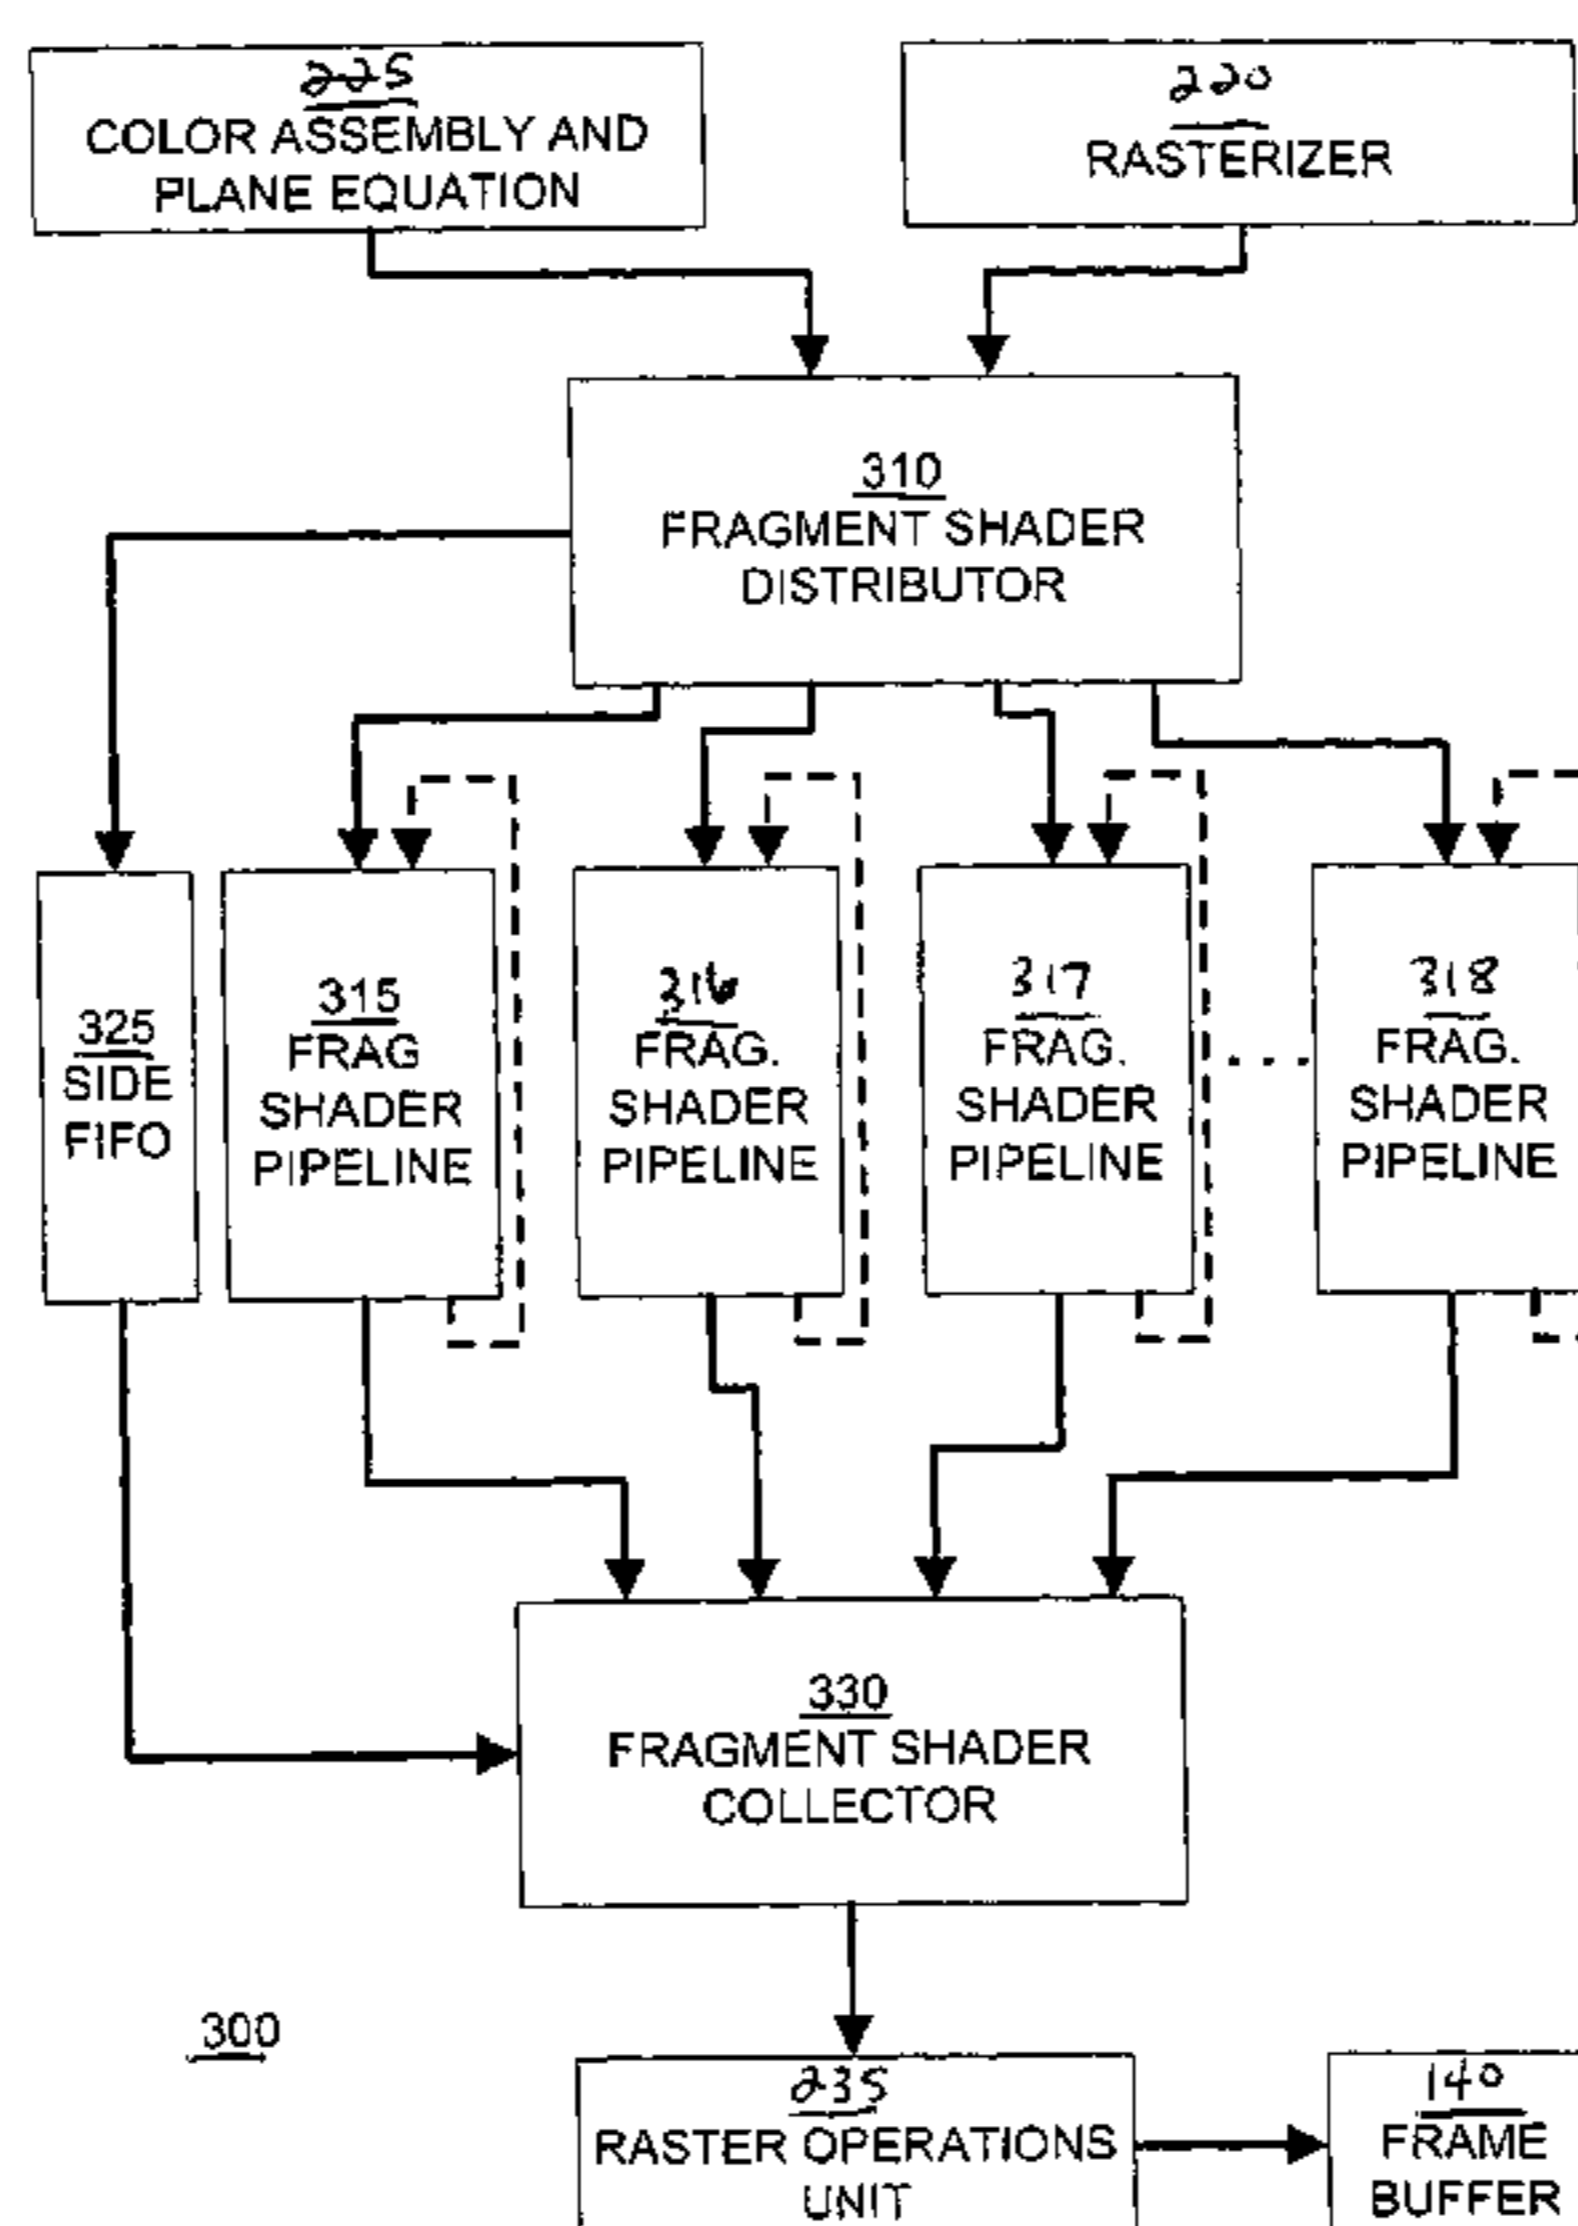 225
COLOR ASSEMBLY AND
PLANE EQUATION
220
RASTERIZER
310
FRAGMENT SHADER
DISTRIBUTOR
325
SIDE
FIFO
315
FRAG
SHADER
PIPELINE
316
FRAG.
SHADER
PIPELINE
317
FRAG.
SHADER
PIPELINE
. . .
318
FRAG.
SHADER
PIPELINE
330
FRAGMENT SHADER
COLLECTOR
300
235
RASTER OPERATIONS
UNIT
140
FRAME
BUFFER